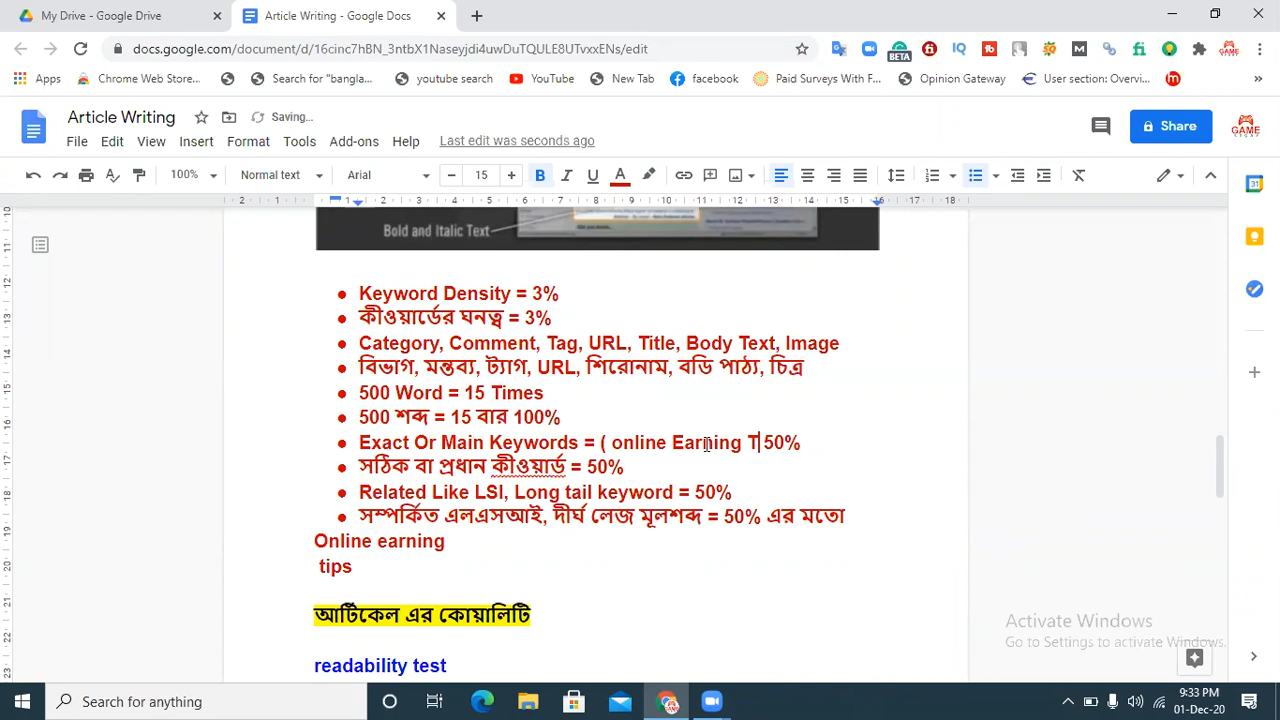 My Drive - Google Drive
Article Writing - Google Docs
docs.google.com/document/d/16cinc7hBN_3ntbX1Naseyjdi4uwDuTQULE8UTvxxENs/edit
BETA
Apps
Chrome Web Store...
Search for "bangla...
youtube search
YouTube
New Tab
facebook
Paid Surveys With F...
Opinion Gateway
User section: Overvi...
Article Writing
Saving...
File Edit View Insert Format Tools Add-ons Help
Last edit was seconds ago
Share
GAME
100%
Normal text
Arial
15
Bold and Italic Text
Keyword Density = 3%
কীওয়ার্ডের ঘনত্ব = 3%
Category, Comment, Tag, URL, Title, Body Text, Image
বিভাগ, মন্তব্য, ট্যাগ, URL, শিরোনাম, বডি পাঠ্য, চিত্র
500 Word = 15 Times
500 শব্দ = 15 বার 100%
Exact Or Main Keywords = ( online Earning T 50%
সঠিক বা প্রধান কীওয়ার্ড = 50%
Related Like LSI, Long tail keyword = 50%
সম্পর্কিত এলএসআই, দীর্ঘ লেজ মূলশব্দ = 50% এর মতো
Online earning
tips
আর্টিকেল এর কোয়ালিটি
readability test
Activate Windows
Go to Settings to activate Windows.
Search for anything
9:33 PM
01-Dec-20